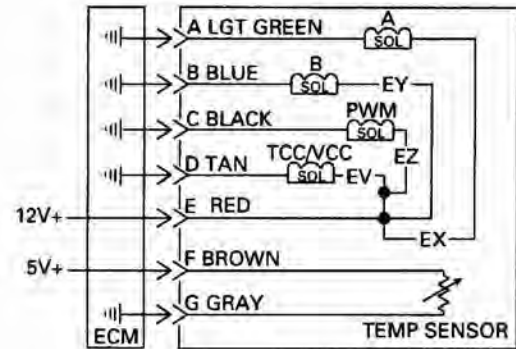 A LGT GREEN
A
SOL
B BLUE
B
SOL
EY
C BLACK
PWM
SOL
EZ
D TAN
TCC/VCC
SOL
EV
12V+
E RED
EX
5V+
F BROWN
G GRAY
ECM
TEMP SENSOR